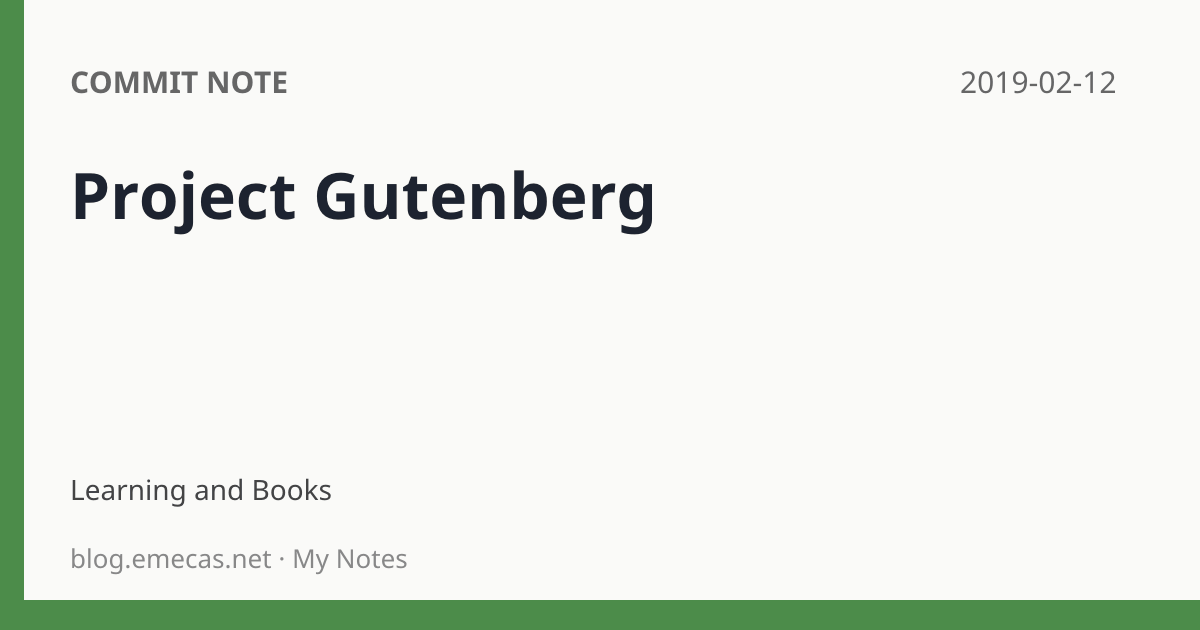 COMMIT NOTE
2019-02-12
Project Gutenberg
Learning and Books
blog.emecas.net · My Notes